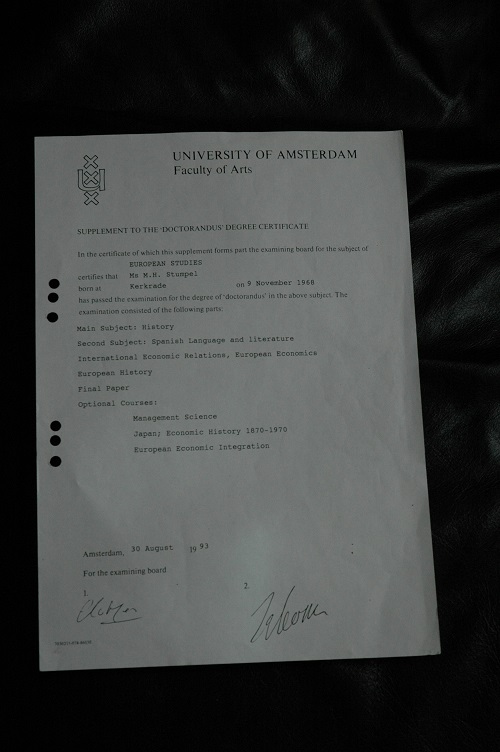 UNIVERSITY OF AMSTERDAM
Faculty of Arts
SUPPLEMENT TO THE 'DOCTORANDUS' DEGREE CERTIFICATE
In the certificate of which this supplement forms part the examining board for the subject of
EUROPEAN STUDIES
certifies that Ms M.H. Stumpel
born at Kerkrade on 9 November 1968
has passed the examination for the degree of 'doctorandus' in the above subject. The
examination consisted of the following parts:
Main Subject: History
Second Subject: Spanish Language and literature
International Economic Relations, European Economics
European History
Final Paper
Optional Courses:
Management Science
Japan; Economic History 1870-1970
European Economic Integration
Amsterdam, 30 August 19 93
For the examining board
1. 2.